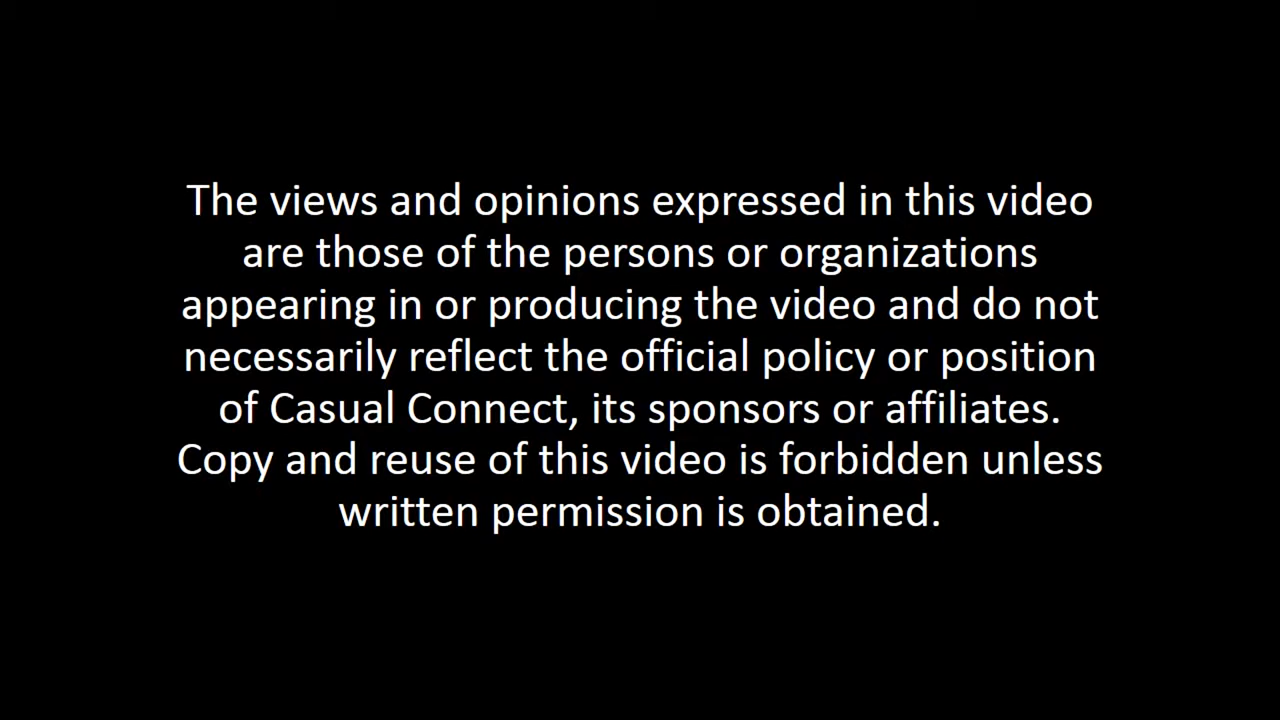 The views and opinions expressed in this video
are those of the persons or organizations
appearing in or producing the video and do not
necessarily reflect the official policy or position
of Casual Connect, its sponsors or affiliates.
Copy and reuse of this video is forbidden unless
written permission is obtained.